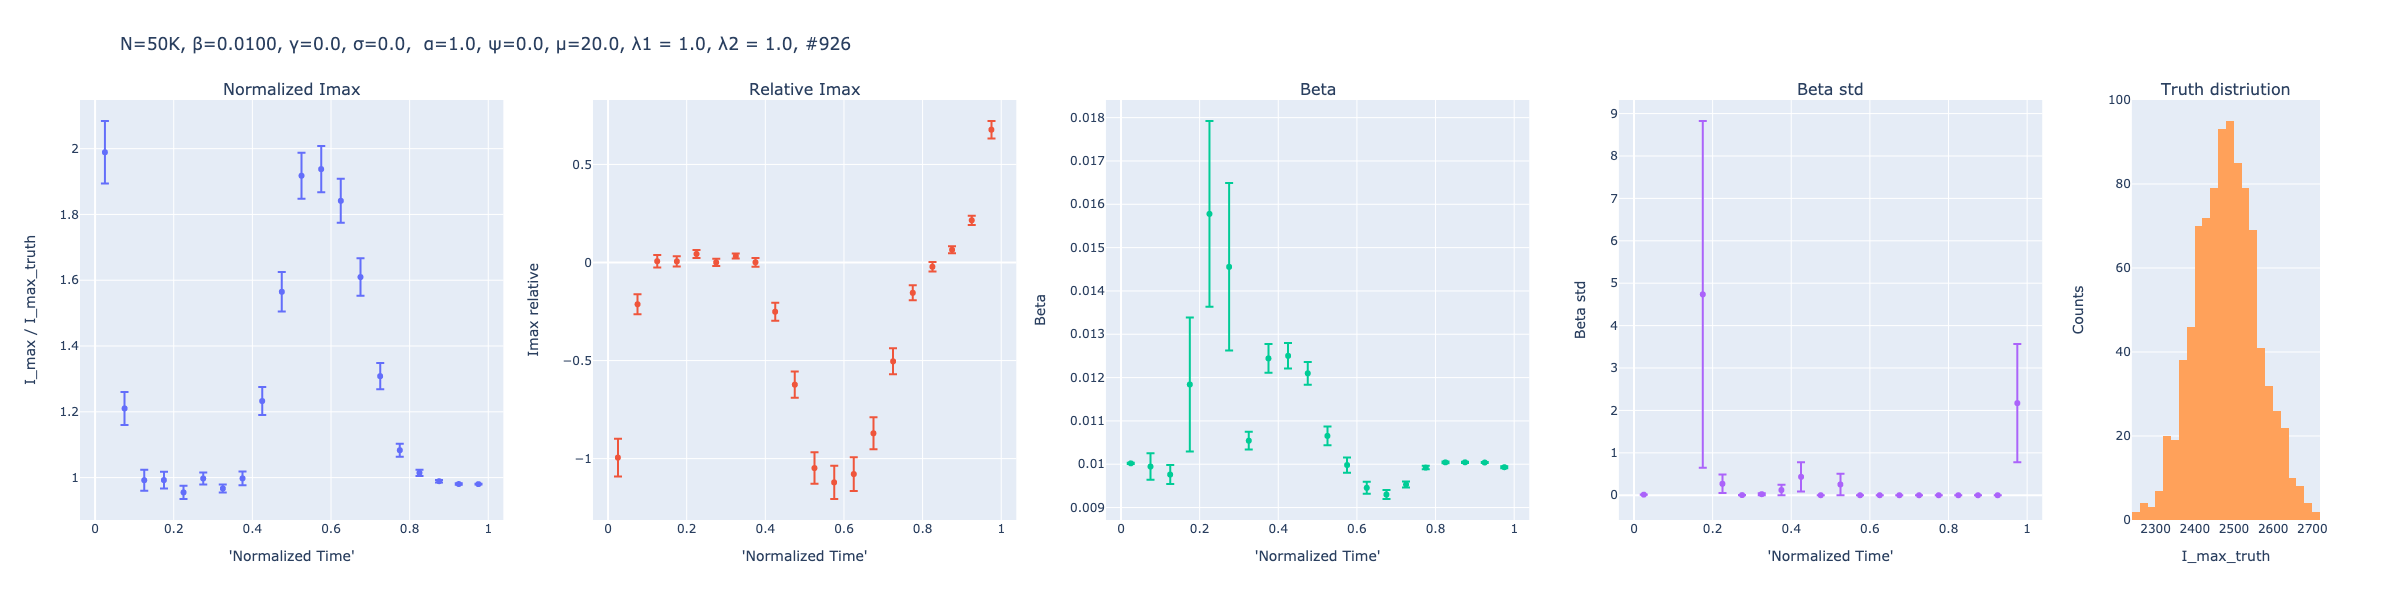 N=50K, β=0.0100, γ=0.0, σ=0.0,  α=1.0, ψ=0.0, μ=20.0, λ1 = 1.0, λ2 = 1.0, #926
Normalized Imax
I_max / I_max_truth
2
1.8
1.6
1.4
1.2
1
0 0.2 0.4 0.6 0.8 1
'Normalized Time'
Relative Imax
Imax relative
0.5
0
−0.5
−1
0 0.2 0.4 0.6 0.8 1
'Normalized Time'
Beta
Beta
0.018
0.017
0.016
0.015
0.014
0.013
0.012
0.011
0.01
0.009
0 0.2 0.4 0.6 0.8 1
'Normalized Time'
Beta std
Beta std
9
8
7
6
5
4
3
2
1
0
0 0.2 0.4 0.6 0.8 1
'Normalized Time'
Truth distriution
Counts
100
80
60
40
20
0
2300 2400 2500 2600 2700
I_max_truth